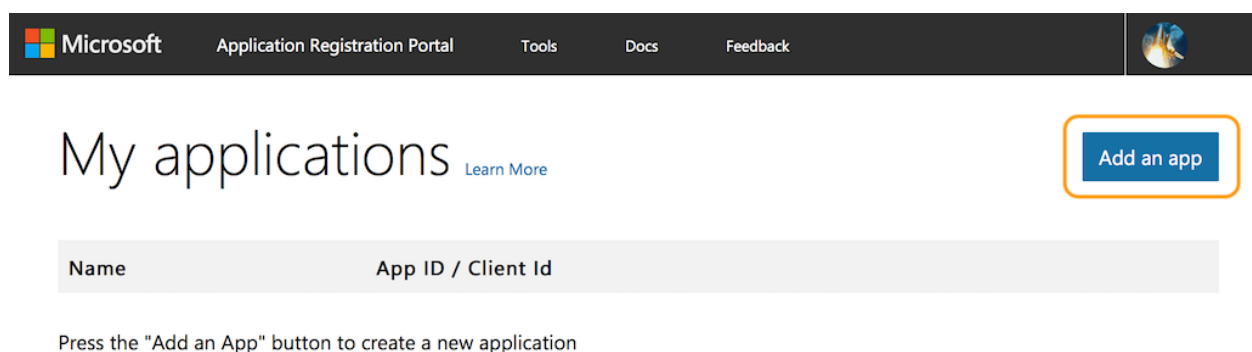 Microsoft Application Registration Portal Tools Docs Feedback
My applications Learn More
Add an app
Name App ID / Client Id
Press the "Add an App" button to create a new application